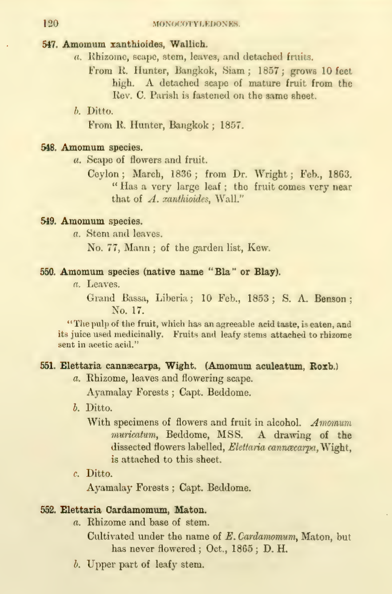 120 MONOCOTYLEDONES.
547. Amomum xanthioides, Wallich.
a. Rhizome, scape, stem, leaves, and detached fruits.
From R. Hunter, Bangkok, Siam ; 1857 ; grows 10 feet
high. A detached scape of mature fruit from the
Rev. C. Parish is fastened on the same sheet.
b. Ditto.
From R. Hunter, Bangkok ; 1857.
548. Amomum species.
a. Scape of flowers and fruit.
Ceylon ; March, 1836 ; from Dr. Wright ; Feb., 1863.
"Has a very large leaf ; the fruit comes very near
that of A. xanthioides, Wall."
549. Amomum species.
a. Stem and leaves.
No. 77, Mann ; of the garden list, Kew.
550. Amomum species (native name "Bla" or Blay).
a. Leaves.
Grand Bassa, Liberia ; 10 Feb., 1853 ; S. A. Benson ;
No. 17.
"The pulp of the fruit, which has an agreeable acid taste, is eaten, and
its juice used medicinally. Fruits and leafy stems attached to rhizome
sent in acetic acid."
551. Elettaria cannæcarpa, Wight. (Amomum aculeatum, Roxb.)
a. Rhizome, leaves and flowering scape.
Ayamalay Forests ; Capt. Beddome.
b. Ditto.
With specimens of flowers and fruit in alcohol. Amomum
muricatum, Beddome, MSS. A drawing of the
dissected flowers labelled, Elettaria cannæcarpa, Wight,
is attached to this sheet.
c. Ditto.
Ayamalay Forests ; Capt. Beddome.
552. Elettaria Cardamomum, Maton.
a. Rhizome and base of stem.
Cultivated under the name of E. Cardamomum, Maton, but
has never flowered ; Oct., 1865 ; D. H.
b. Upper part of leafy stem.